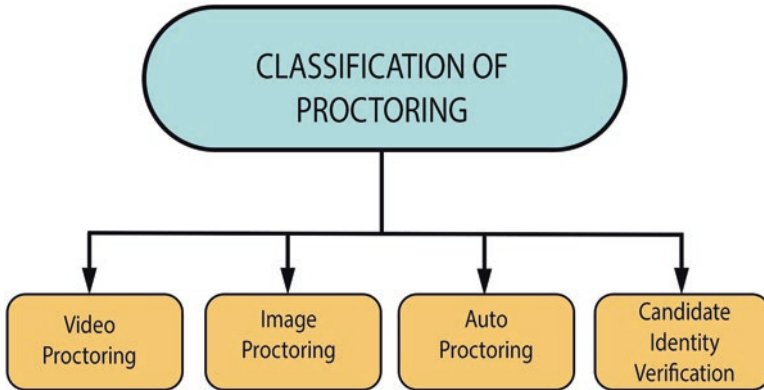 CLASSIFICATION OF
PROCTORING
Video
Proctoring
Image
Proctoring
Auto
Proctoring
Candidate
Identity
Verification